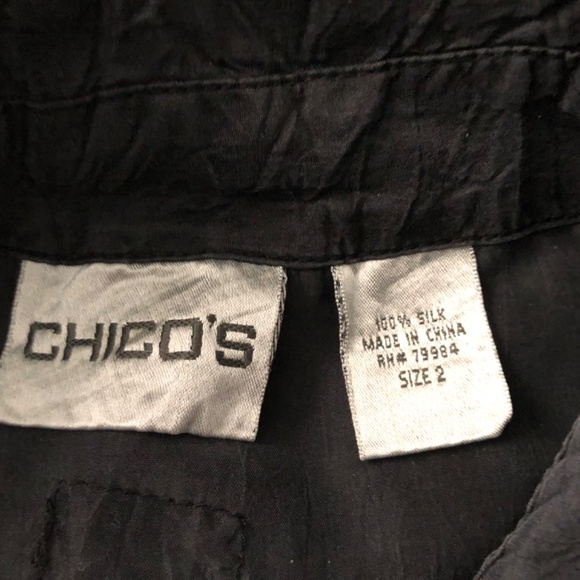 CHICO'S
100% SILK
MADE IN CHINA
RN# 79984
SIZE 2